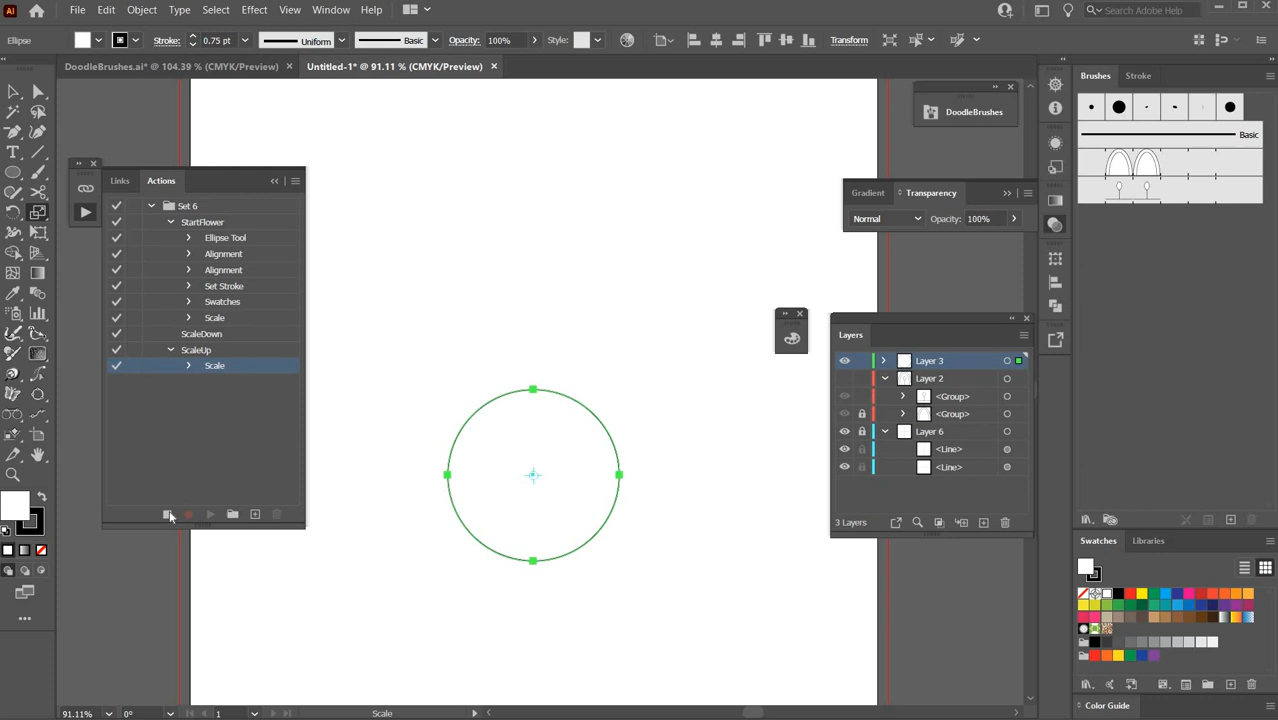 Ai File Edit Object Type Select Effect View Window Help Search Adobe Help
Ellipse Stroke: 0.75 pt Uniform Basic Opacity: 100% Style: Transform
DoodleBrushes.ai* @ 104.39 % (CMYK/Preview) Untitled-1* @ 91.11 % (CMYK/Preview)
Brushes Stroke
DoodleBrushes
Basic
Links Actions
Gradient Transparency
Set 6
Normal Opacity: 100%
StartFlower
Ellipse Tool
Alignment
Alignment
Set Stroke
Swatches
Scale
ScaleDown
ScaleUp
Scale
Layers
Layer 3
Layer 2
<Group>
<Group>
Layer 6
<Line>
<Line>
3 Layers
Swatches Libraries
Color Guide
91.11% 0° 1 Scale